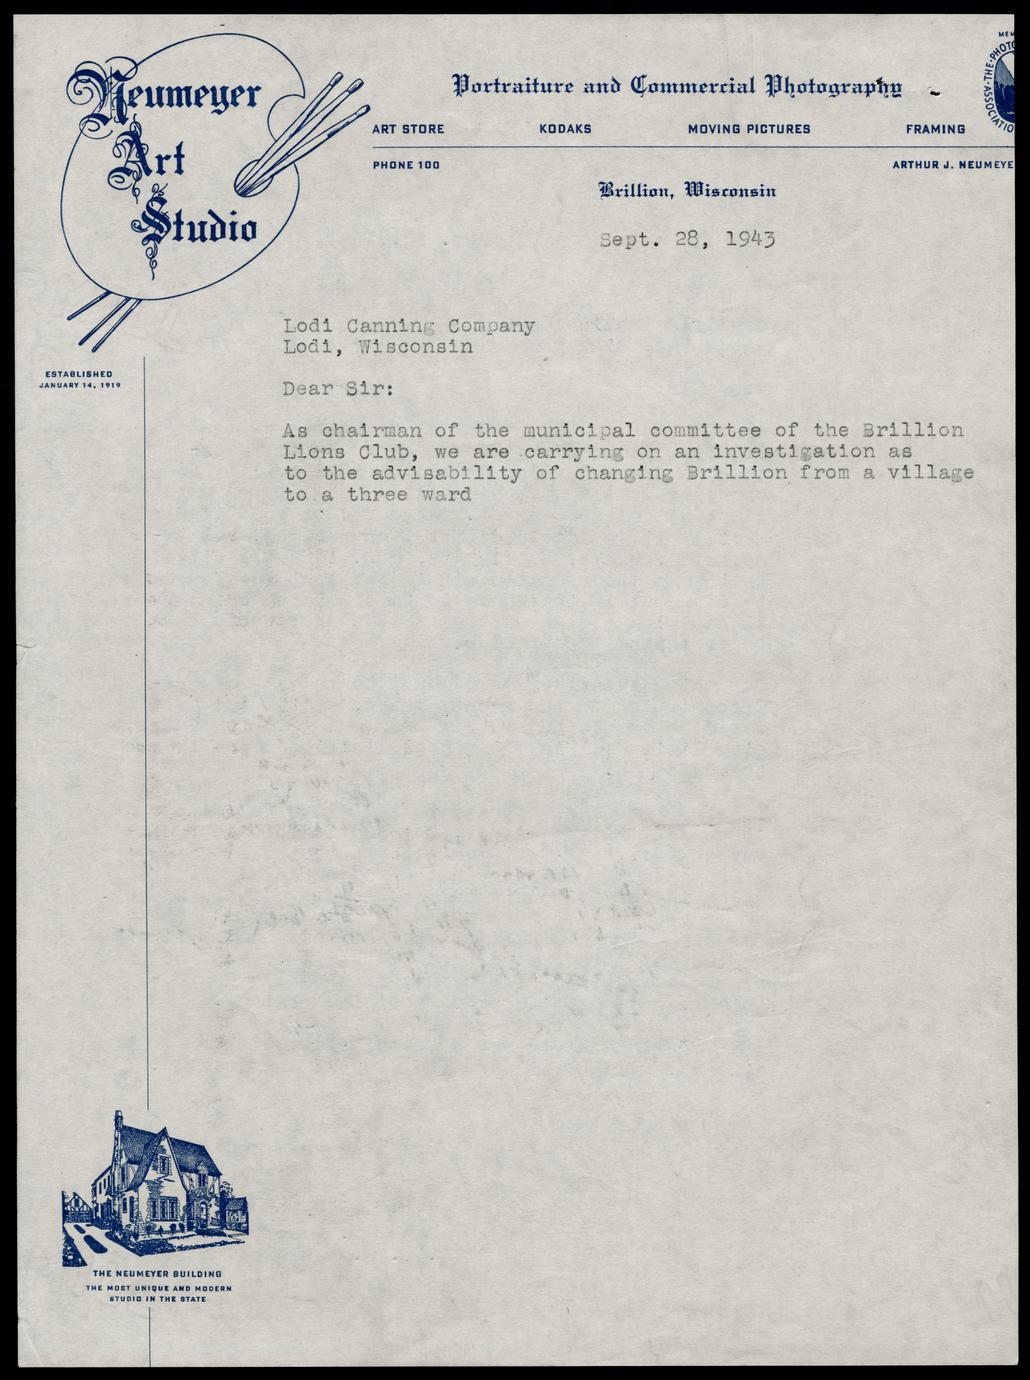 Neumeyer
Art
Studio
Portraiture and Commercial Photography
ART STORE KODAKS MOVING PICTURES FRAMING
PHONE 100 ARTHUR J. NEUMEYE
Brillion, Wisconsin
Sept. 28, 1943
Lodi Canning Company
Lodi, Wisconsin
ESTABLISHED
JANUARY 14, 1919
Dear Sir:
As chairman of the municipal committee of the Brillion
Lions Club, we are carrying on an investigation as
to the advisability of changing Brillion from a village
to a three ward
THE NEUMEYER BUILDING
THE MOST UNIQUE AND MODERN
STUDIO IN THE STATE